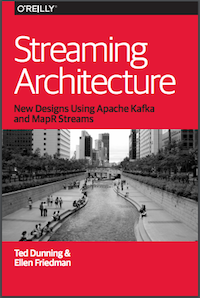 O'REILLY®
Streaming
Architecture
New Designs Using Apache Kafka
and MapR Streams
Ted Dunning &
Ellen Friedman